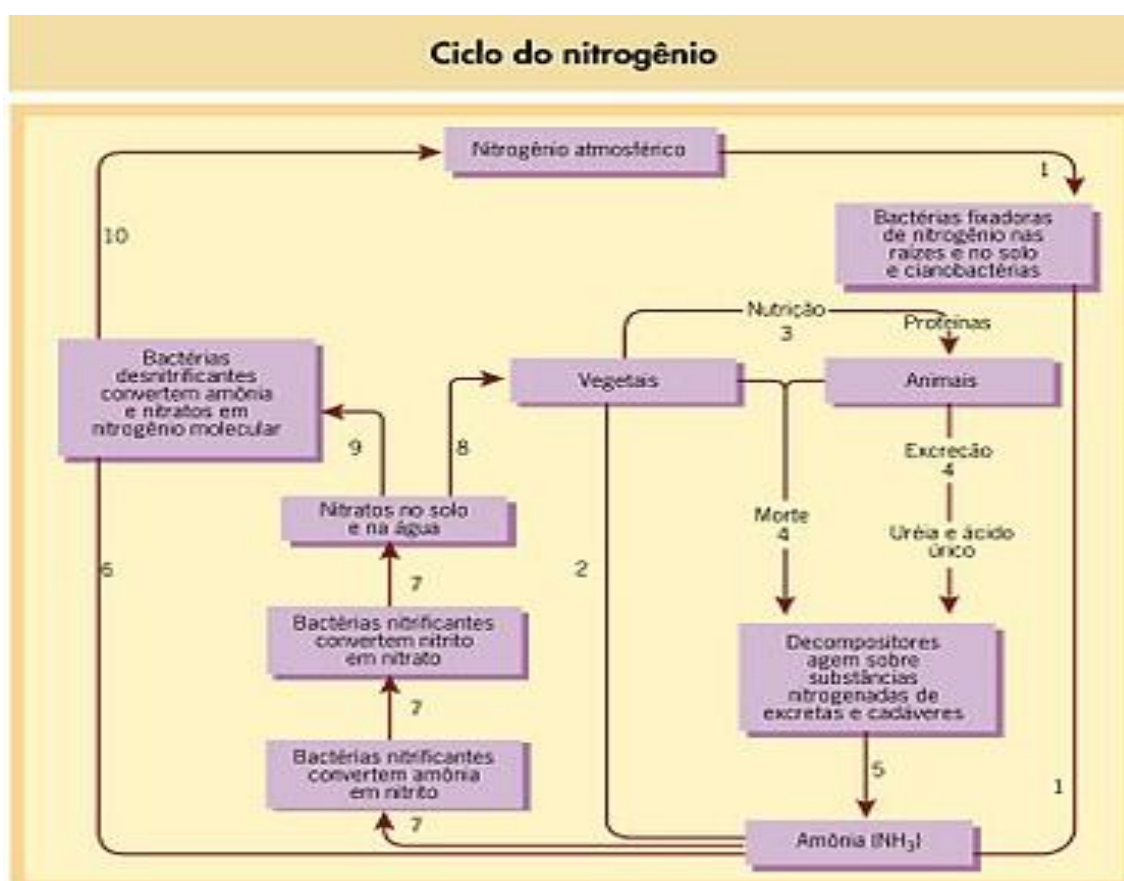 Ciclo do nitrogênio
Nitrogênio atmosférico
1
Bactérias fixadoras
de nitrogênio nas
raízes e no solo
e cianobactérias
10
Nutrição
3
Proteínas
Bactérias
desnitrificantes
convertem amônia
e nitratos em
nitrogênio molecular
Vegetais
Animais
9
8
Excreção
4
Nitratos no solo
e na água
Morte
4
Uréia e ácido
úrico
6
2
7
Bactérias nitrificantes
convertem nitrito
em nitrato
Decompositores
agem sobre
substâncias
nitrogenadas de
excretas e cadáveres
7
Bactérias nitrificantes
convertem amônia
em nitrito
5
1
7
Amônia (NH₃)